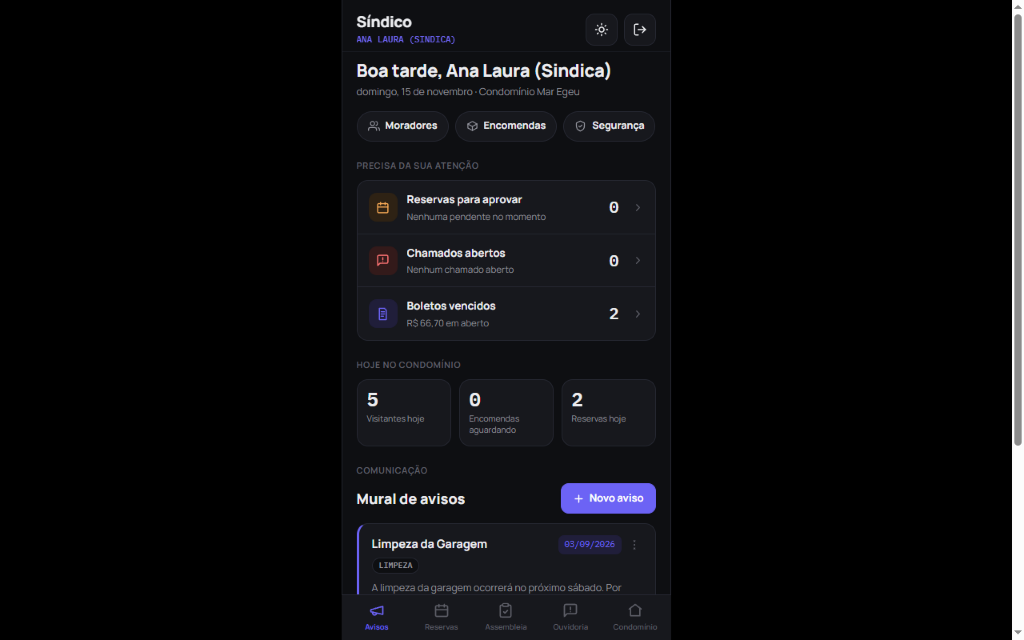 Síndico
ANA LAURA (SINDICA)
Boa tarde, Ana Laura (Sindica)
domingo, 15 de novembro · Condomínio Mar Egeu
Moradores
Encomendas
Segurança
PRECISA DA SUA ATENÇÃO
Reservas para aprovar
Nenhuma pendente no momento
0
Chamados abertos
Nenhum chamado aberto
0
Boletos vencidos
R$ 66,70 em aberto
2
HOJE NO CONDOMÍNIO
5
Visitantes hoje
0
Encomendas
aguardando
2
Reservas hoje
COMUNICAÇÃO
Mural de avisos
+ Novo aviso
Limpeza da Garagem
03/09/2026
LIMPEZA
A limpeza da garagem ocorrerá no próximo sábado. Por
Avisos
Reservas
Assembleia
Ouvidoria
Condomínio